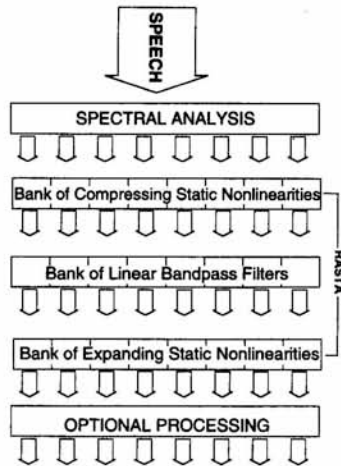 SPEECH
SPECTRAL ANALYSIS
Bank of Compressing Static Nonlinearities
RASTA
Bank of Linear Bandpass Filters
Bank of Expanding Static Nonlinearities
OPTIONAL PROCESSING